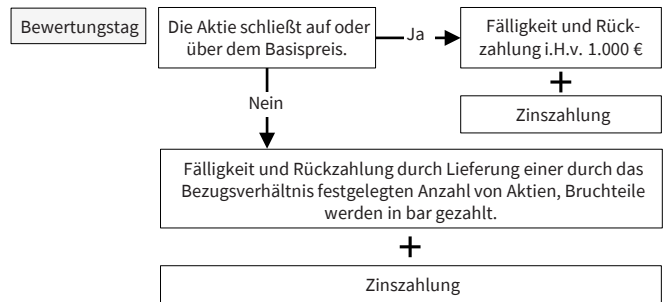 Bewertungstag
Die Aktie schließt auf oder
über dem Basispreis.
Ja
Fälligkeit und Rück-
zahlung i.H.v. 1.000 €
+
Zinszahlung
Nein
Fälligkeit und Rückzahlung durch Lieferung einer durch das
Bezugsverhältnis festgelegten Anzahl von Aktien, Bruchteile
werden in bar gezahlt.
+
Zinszahlung